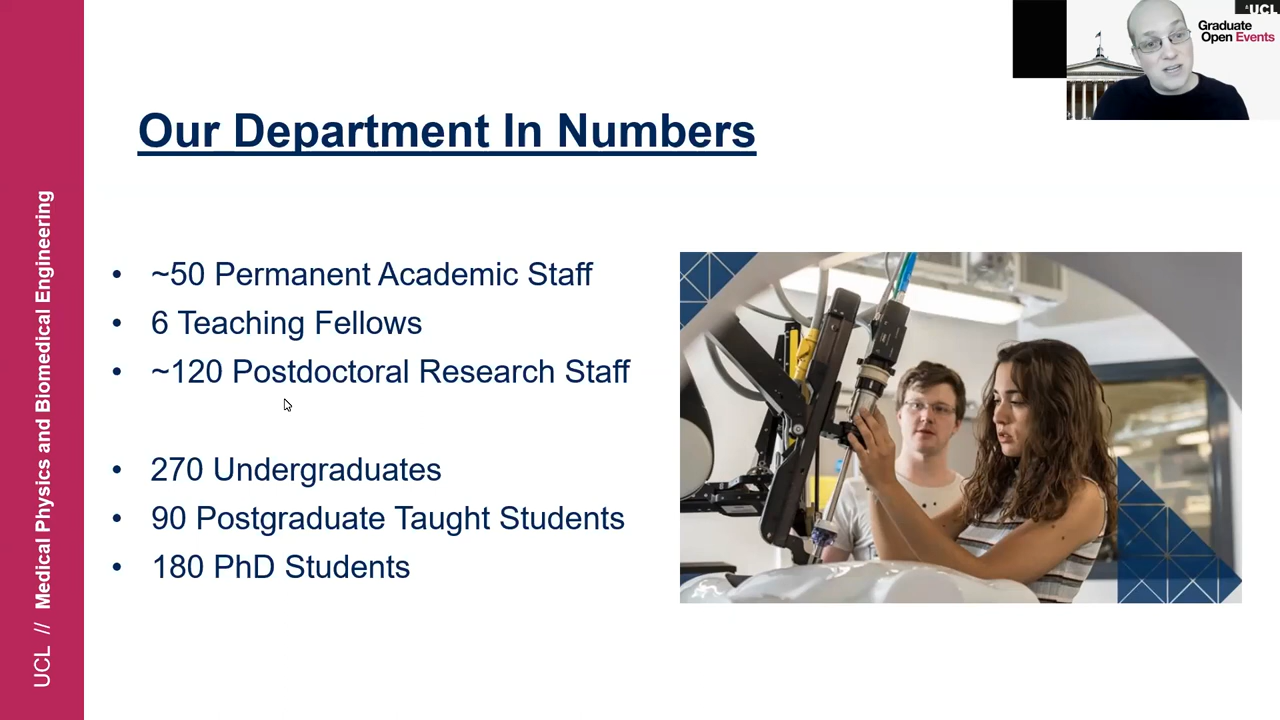 UCL
Graduate
Open Events
Our Department In Numbers
UCL // Medical Physics and Biomedical Engineering
• ~50 Permanent Academic Staff
• 6 Teaching Fellows
• ~120 Postdoctoral Research Staff
• 270 Undergraduates
• 90 Postgraduate Taught Students
• 180 PhD Students